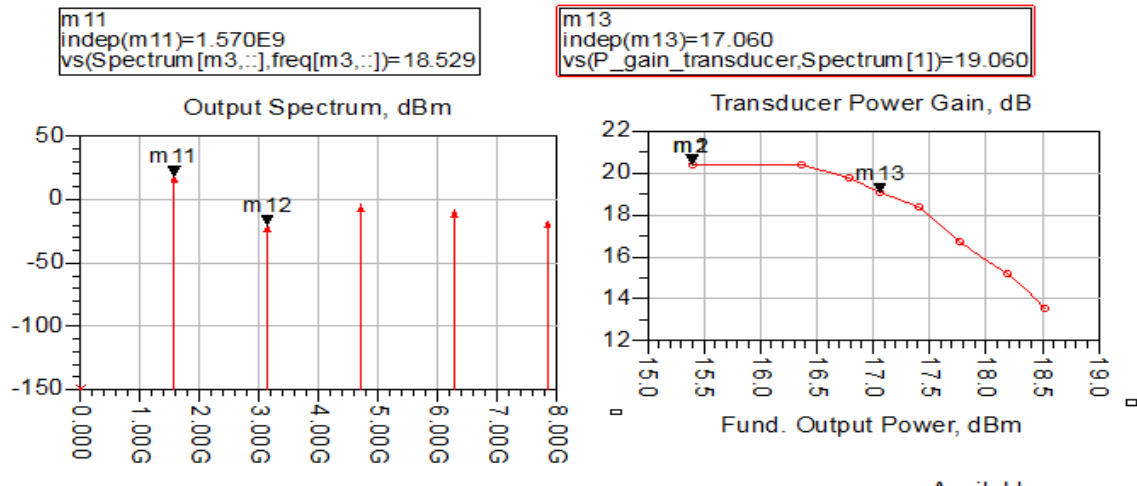 m11
indep(m11)=1.570E9
vs(Spectrum[m3,::],freq[m3,::])=18.529
m13
indep(m13)=17.060
vs(P_gain_transducer,Spectrum[1])=19.060
Output Spectrum, dBm
50
0
-50
-100
-150
m11
m12
0.000
1.00G
2.00G
3.00G
4.00G
5.00G
6.00G
7.00G
8.00G
Transducer Power Gain, dB
22
20
18
16
14
12
m13
15.0
15.5
16.0
16.5
17.0
17.5
18.0
18.5
19.0
Fund. Output Power, dBm